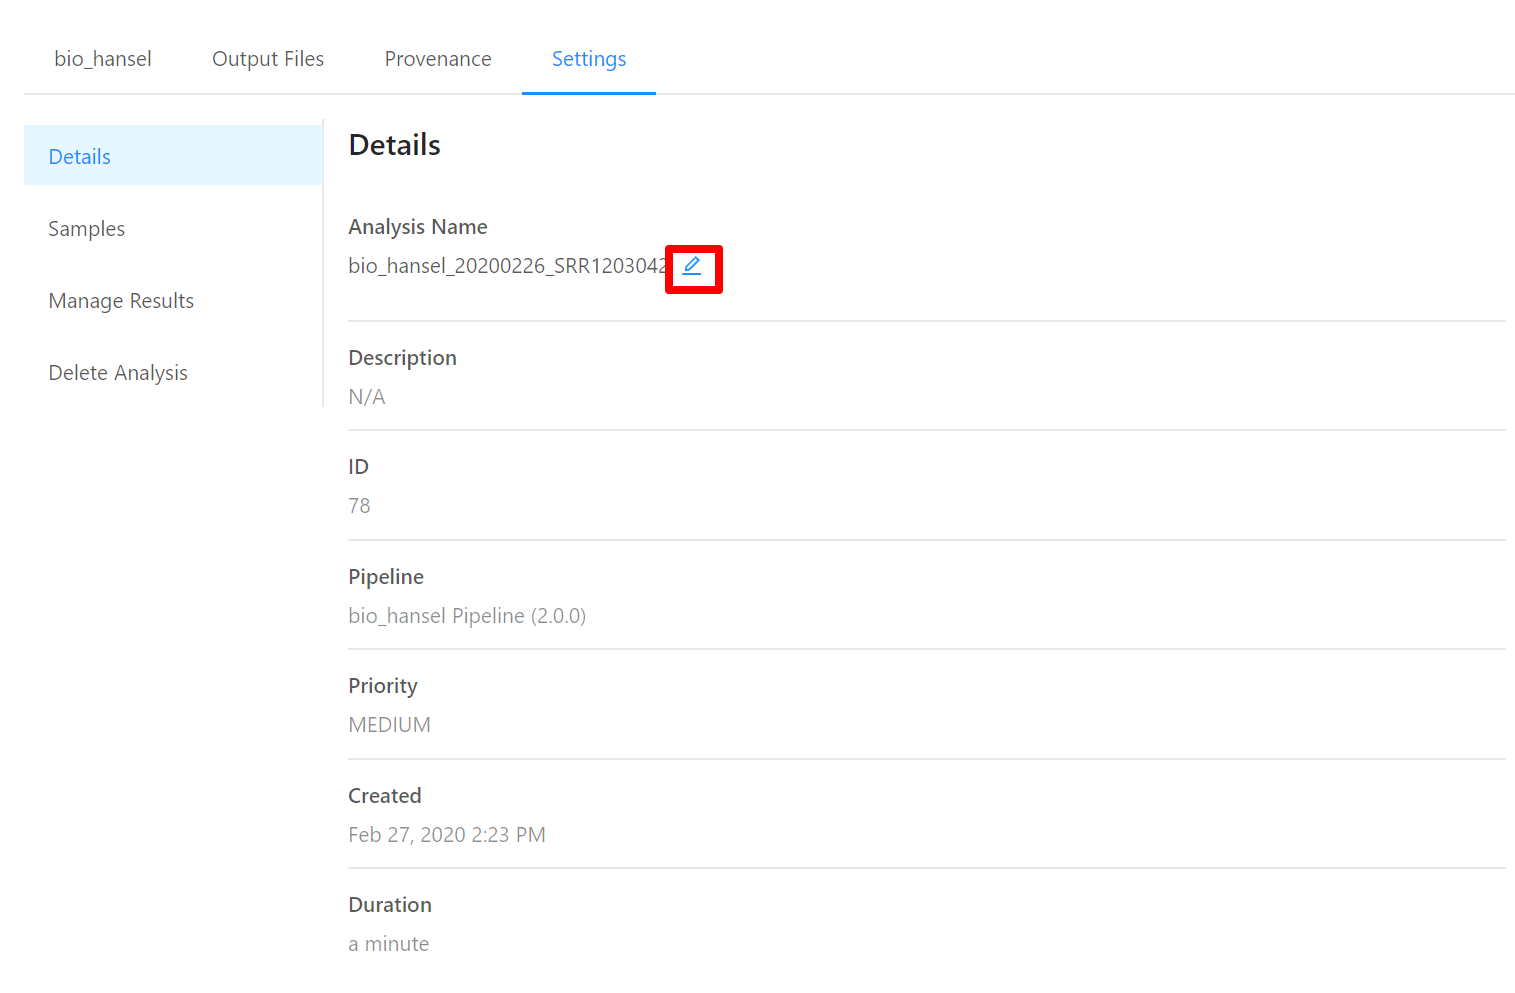 bio_hansel Output Files Provenance Settings
Details
Samples
Manage Results
Delete Analysis
Details
Analysis Name
bio_hansel_20200226_SRR1203042
Description
N/A
ID
78
Pipeline
bio_hansel Pipeline (2.0.0)
Priority
MEDIUM
Created
Feb 27, 2020 2:23 PM
Duration
a minute